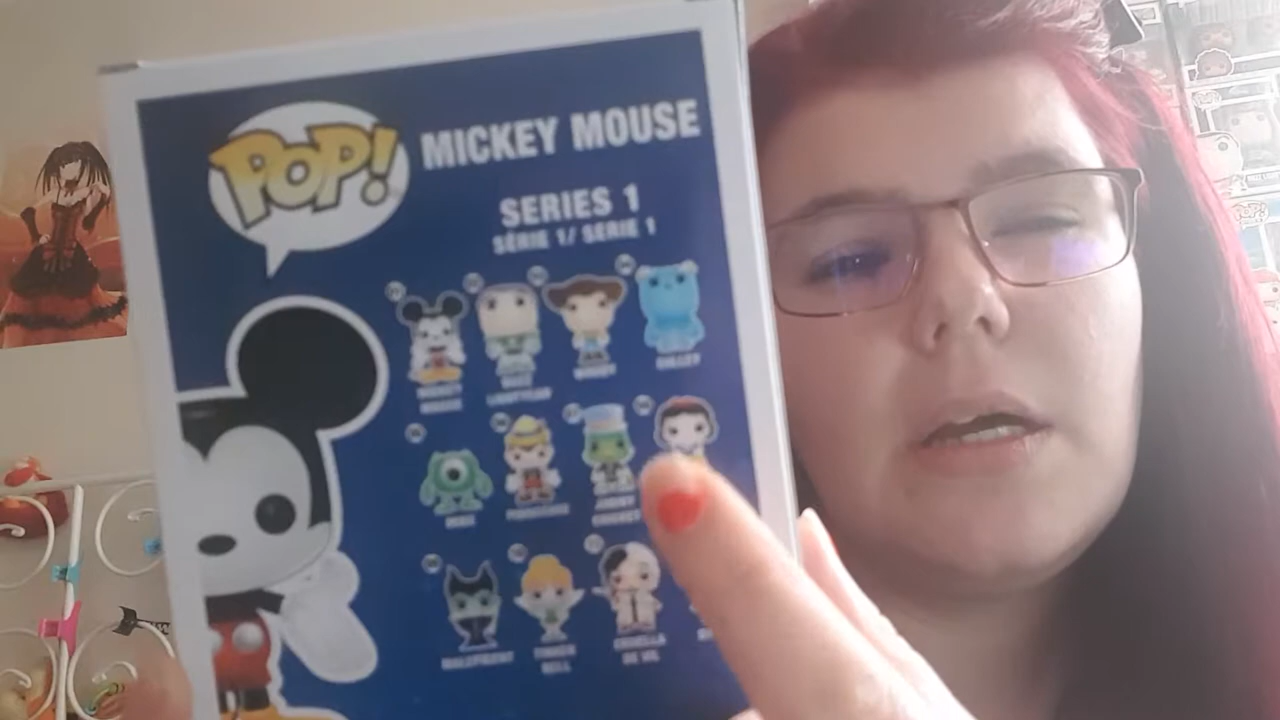 POP!
MICKEY MOUSE
SERIES 1
SÉRIE 1/ SERIE 1
MICKEY MOUSE
BUZZ LIGHTYEAR
WOODY
SULLEY
MIKE
PINOCCHIO
JIMINY CRICKET
MALEFICENT
TINKER BELL
CRUELLA DE VIL
POP!